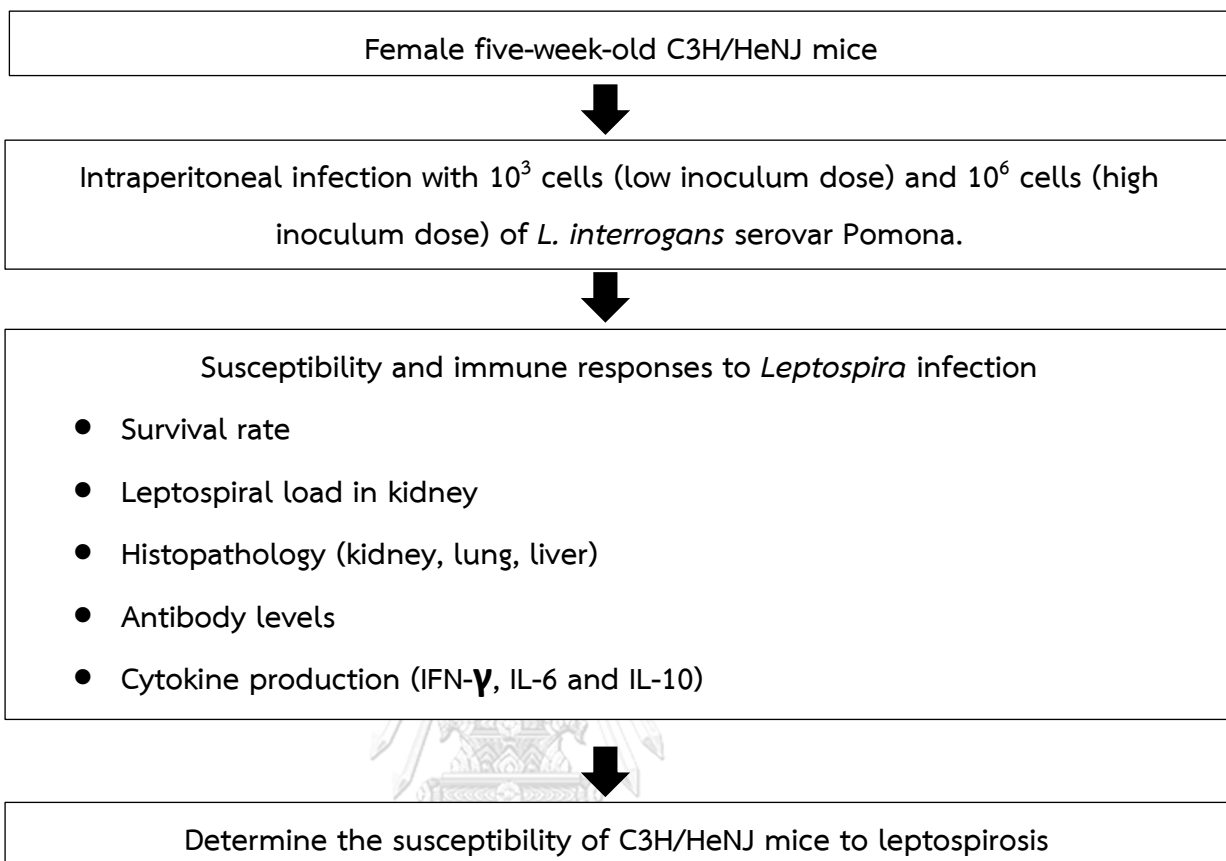 Female five-week-old C3H/HeNJ mice
Intraperitoneal infection with 10³ cells (low inoculum dose) and 10⁶ cells (high
inoculum dose) of L. interrogans serovar Pomona.
Susceptibility and immune responses to Leptospira infection
● Survival rate
● Leptospiral load in kidney
● Histopathology (kidney, lung, liver)
● Antibody levels
● Cytokine production (IFN-γ, IL-6 and IL-10)
Determine the susceptibility of C3H/HeNJ mice to leptospirosis